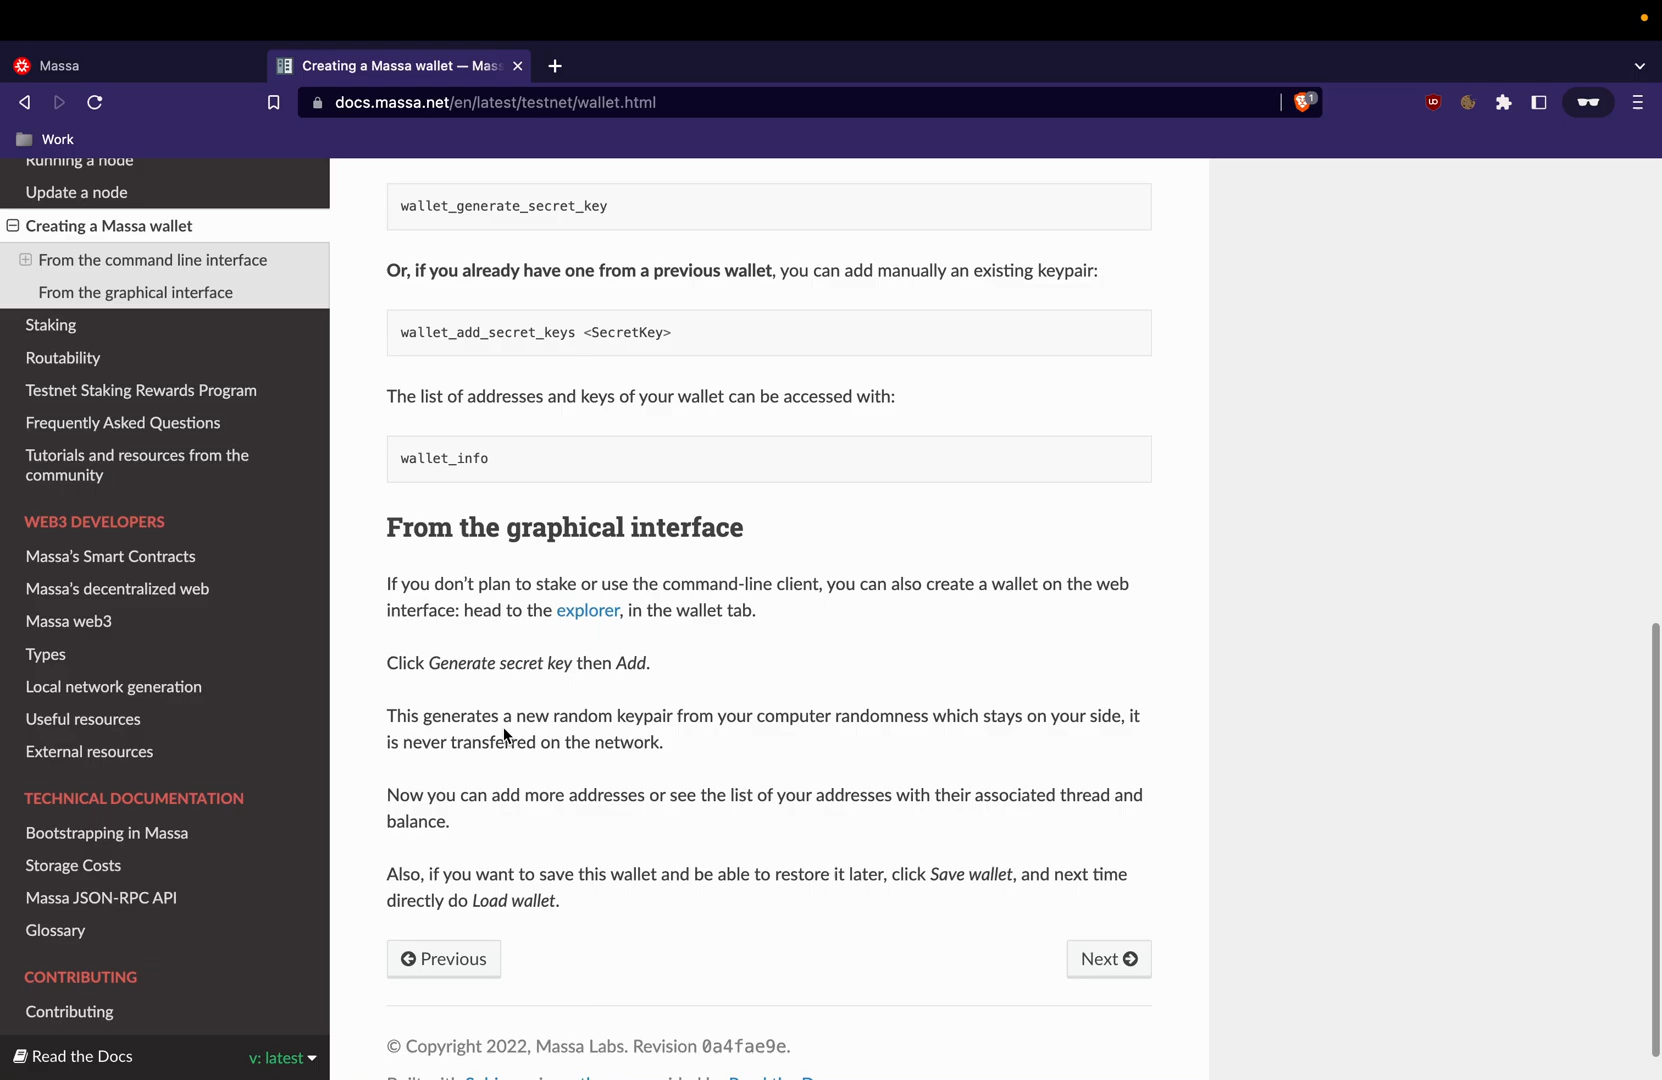 Massa
Creating a Massa wallet — Mas
docs.massa.net/en/latest/testnet/wallet.html
1
Work
Running a node
Update a node
Creating a Massa wallet
From the command line interface
From the graphical interface
Staking
Routability
Testnet Staking Rewards Program
Frequently Asked Questions
Tutorials and resources from the
community
WEB3 DEVELOPERS
Massa's Smart Contracts
Massa's decentralized web
Massa web3
Types
Local network generation
Useful resources
External resources
TECHNICAL DOCUMENTATION
Bootstrapping in Massa
Storage Costs
Massa JSON-RPC API
Glossary
CONTRIBUTING
Contributing
Read the Docs v: latest
wallet_generate_secret_key
Or, if you already have one from a previous wallet, you can add manually an existing keypair:
wallet_add_secret_keys <SecretKey>
The list of addresses and keys of your wallet can be accessed with:
wallet_info
From the graphical interface
If you don't plan to stake or use the command-line client, you can also create a wallet on the web
interface: head to the explorer, in the wallet tab.
Click Generate secret key then Add.
This generates a new random keypair from your computer randomness which stays on your side, it
is never transferred on the network.
Now you can add more addresses or see the list of your addresses with their associated thread and
balance.
Also, if you want to save this wallet and be able to restore it later, click Save wallet, and next time
directly do Load wallet.
Previous
Next
© Copyright 2022, Massa Labs. Revision 0a4fae9e.